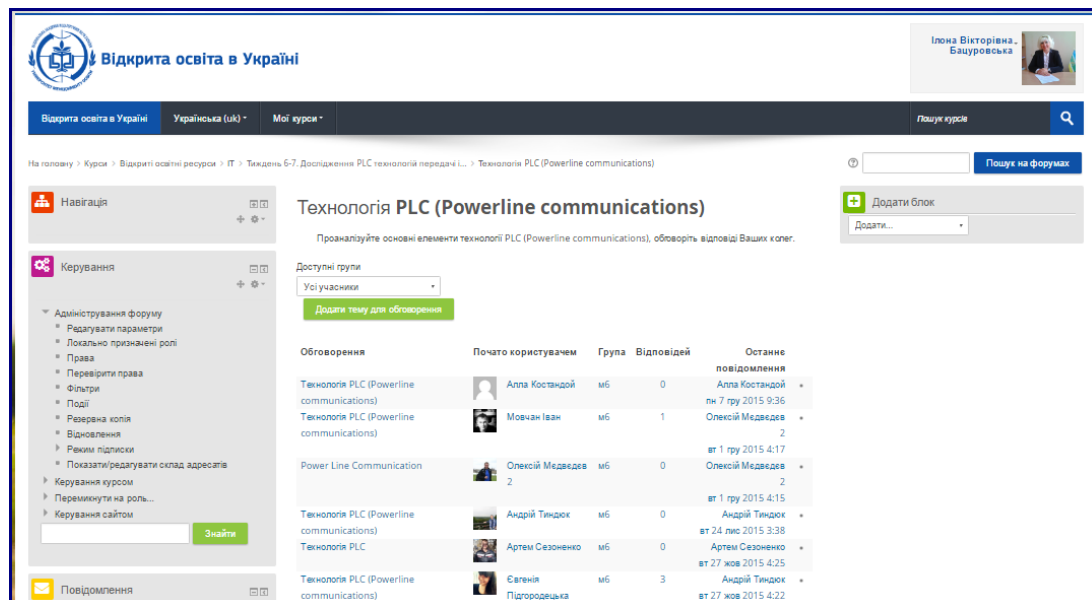 Відкрита освіта в Україні
Ілона Вікторівна
Бацуровська
Відкрита освіта в Україні Українська (uk) Мої курси Пошук курсів
На головну > Курси > Відкриті освітні ресурси > ІТ > Тиждень 6-7. Дослідження PLC технологій передачі і... > Технологія PLC (Powerline communications)
Пошук на форумах
Навігація
Технологія PLC (Powerline communications)
Проаналізуйте основні елементи технології PLC (Powerline communications), обговоріть відповіді Ваших колег.
Додати блок
Додати...
Керування
Адміністрування форуму
Редагувати параметри
Локально призначені ролі
Права
Перевірити права
Фільтри
Події
Резервна копія
Відновлення
Режим підписки
Показати/редагувати склад адресатів
Керування курсом
Перемикнути на роль...
Керування сайтом
Знайти
Повідомлення
Доступні групи
Усі учасники
Додати тему для обговорення
Обговорення Почато користувачем Група Відповідей Останнє
повідомлення
Технологія PLC (Powerline Алла Костандой м6 0 Алла Костандой
communications) пн 7 гру 2015 9:36
Технологія PLC (Powerline Мовчан Іван м6 1 Олексій Медведев
communications) 2
вт 1 гру 2015 4:17
Power Line Communication Олексій Медведев м6 0 Олексій Медведев
2 2
вт 1 гру 2015 4:15
Технологія PLC (Powerline Андрій Тиндюк м6 0 Андрій Тиндюк
communications) вт 24 лис 2015 3:38
Технологія PLC Артем Сезоненко м6 0 Артем Сезоненко
вт 27 жов 2015 4:25
Технологія PLC (Powerline Євгенія м6 3 Андрій Тиндюк
communications) Підгородецька вт 27 жов 2015 4:22